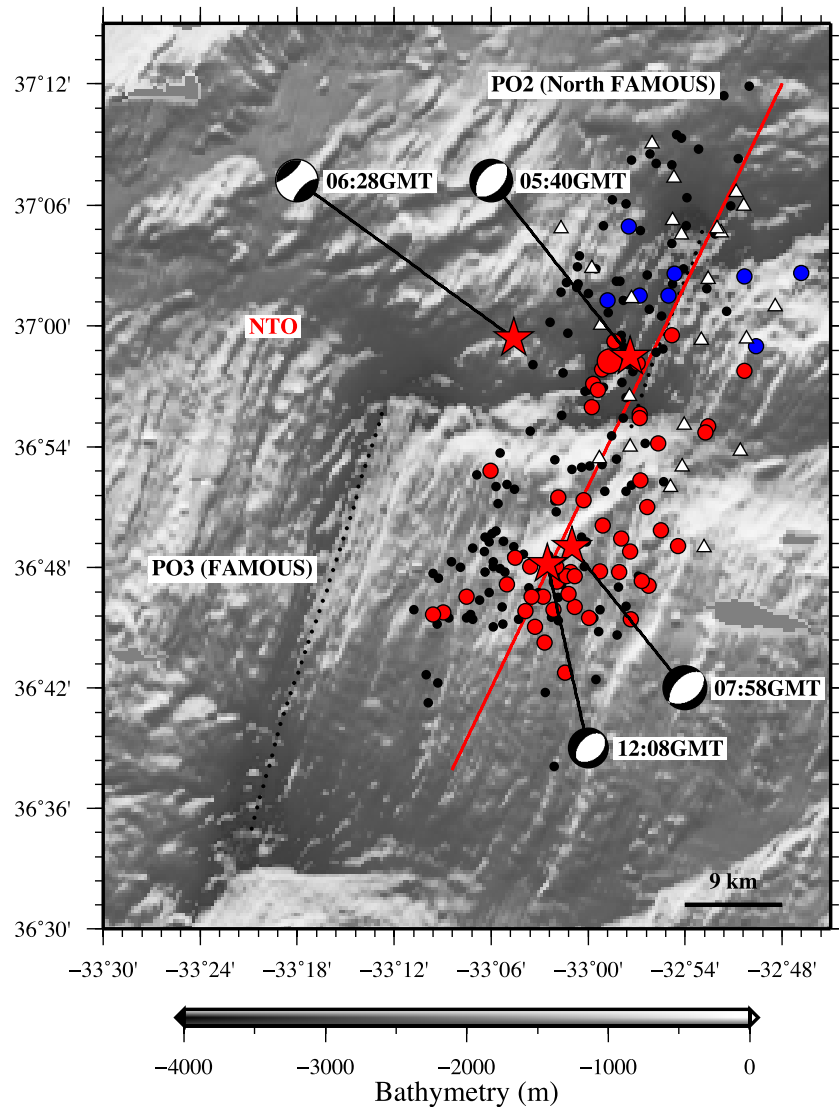 37°12'
PO2 (North FAMOUS)
06:28GMT
05:40GMT
37°06'
37°00'
NTO
36°54'
36°48'
PO3 (FAMOUS)
36°42'
07:58GMT
12:08GMT
36°36'
9 km
36°30'
−33°30'
−33°24'
−33°18'
−33°12'
−33°06'
−33°00'
−32°54'
−32°48'
−4000
−3000
−2000
−1000
0
Bathymetry (m)